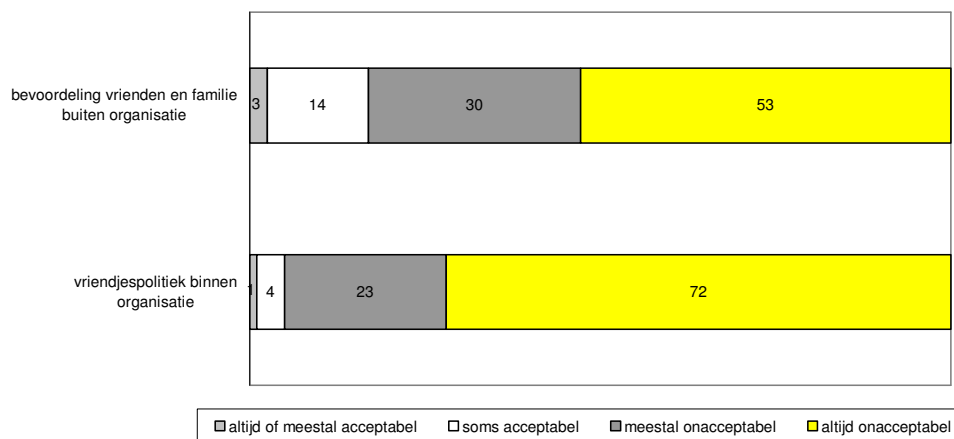 bevoordeling vrienden en familie
buiten organisatie
3 14 30 53
vriendjespolitiek binnen
organisatie
1 4 23 72
altijd of meestal acceptabel soms acceptabel meestal onacceptabel altijd onacceptabel